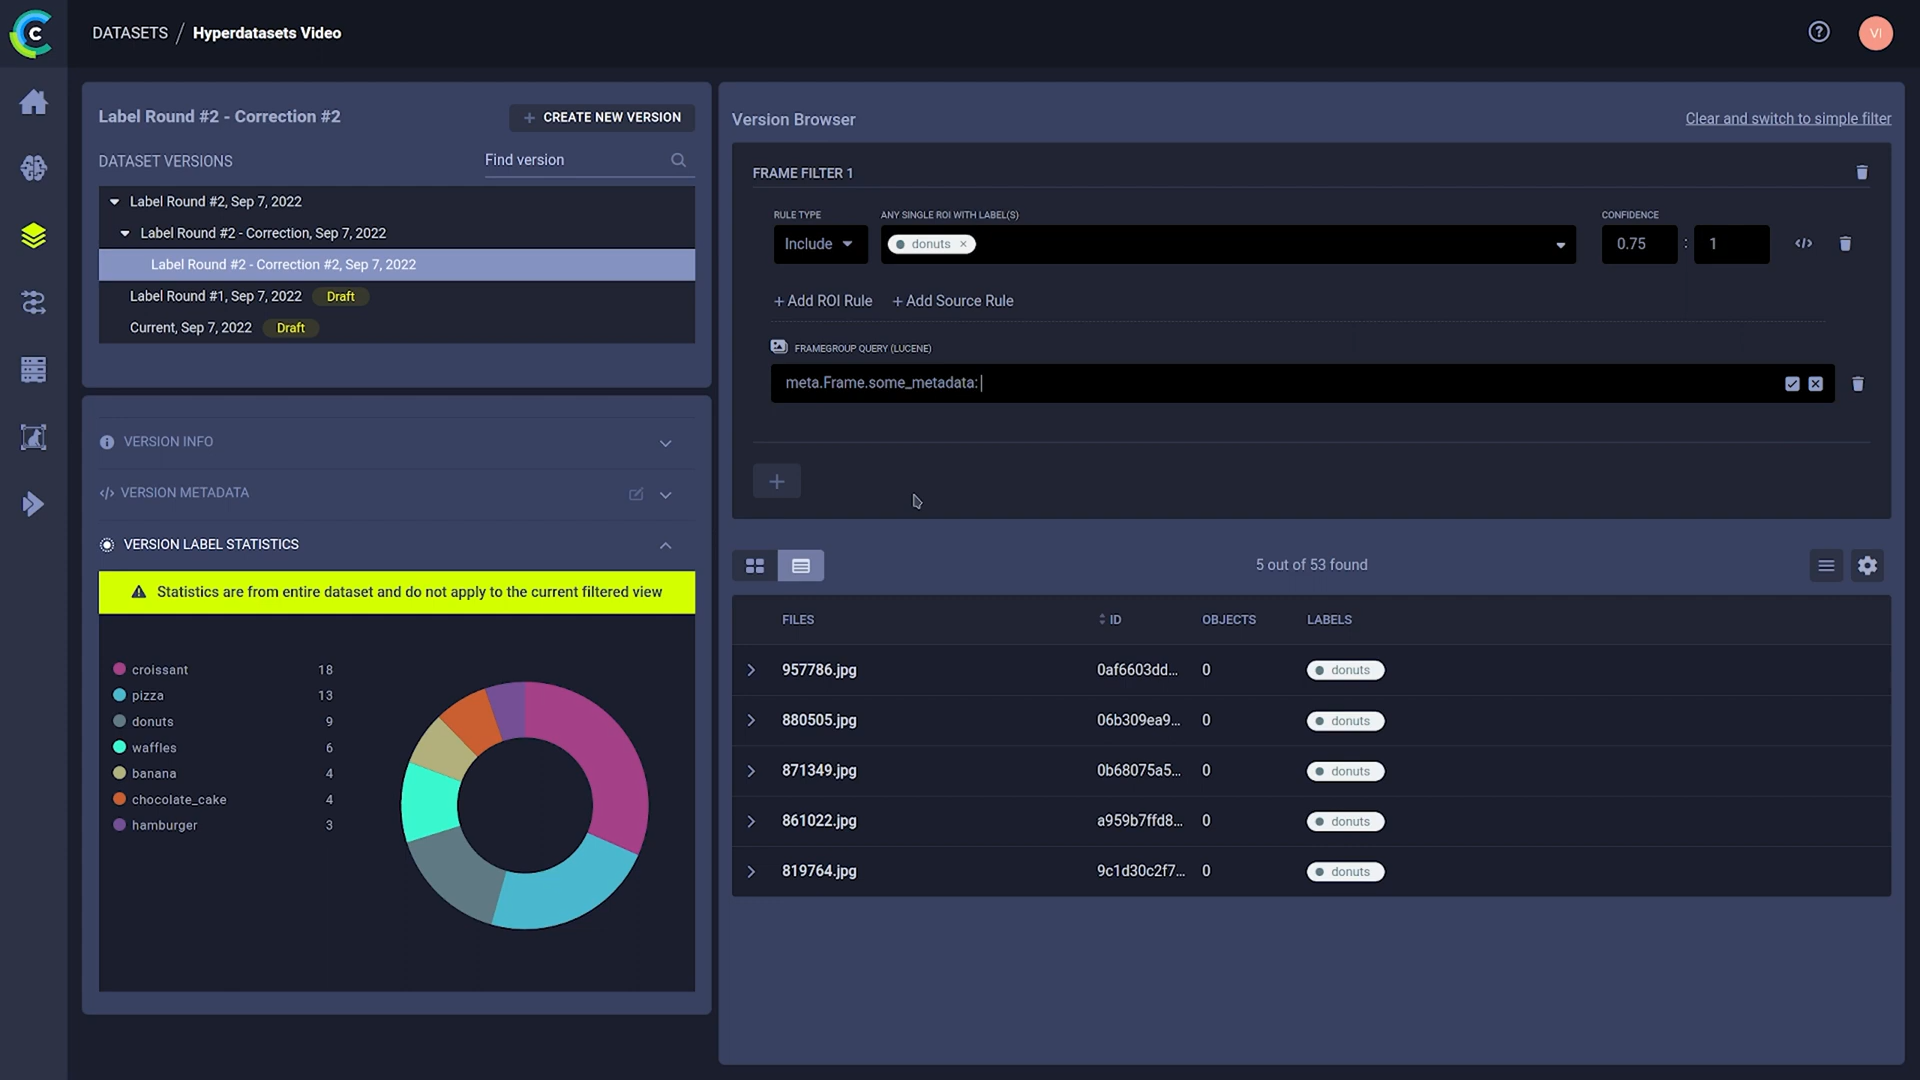 C
DATASETS / Hyperdatasets Video
?
VI
Label Round #2 - Correction #2
+ CREATE NEW VERSION
DATASET VERSIONS
Find version
Label Round #2, Sep 7, 2022
Label Round #2 - Correction, Sep 7, 2022
Label Round #2 - Correction #2, Sep 7, 2022
Label Round #1, Sep 7, 2022 Draft
Current, Sep 7, 2022 Draft
VERSION INFO
</> VERSION METADATA
VERSION LABEL STATISTICS
Statistics are from entire dataset and do not apply to the current filtered view
croissant 18
pizza 13
donuts 9
waffles 6
banana 4
chocolate_cake 4
hamburger 3
Version Browser
Clear and switch to simple filter
FRAME FILTER 1
RULE TYPE ANY SINGLE ROI WITH LABEL(S) CONFIDENCE
Include donuts × 0.75 : 1 </>
+ Add ROI Rule + Add Source Rule
FRAMEGROUP QUERY (LUCENE)
meta.Frame.some_metadata:
+
5 out of 53 found
FILES ID OBJECTS LABELS
957786.jpg 0af6603dd... 0 donuts
880505.jpg 06b309ea9... 0 donuts
871349.jpg 0b68075a5... 0 donuts
861022.jpg a959b7ffd8... 0 donuts
819764.jpg 9c1d30c2f7... 0 donuts